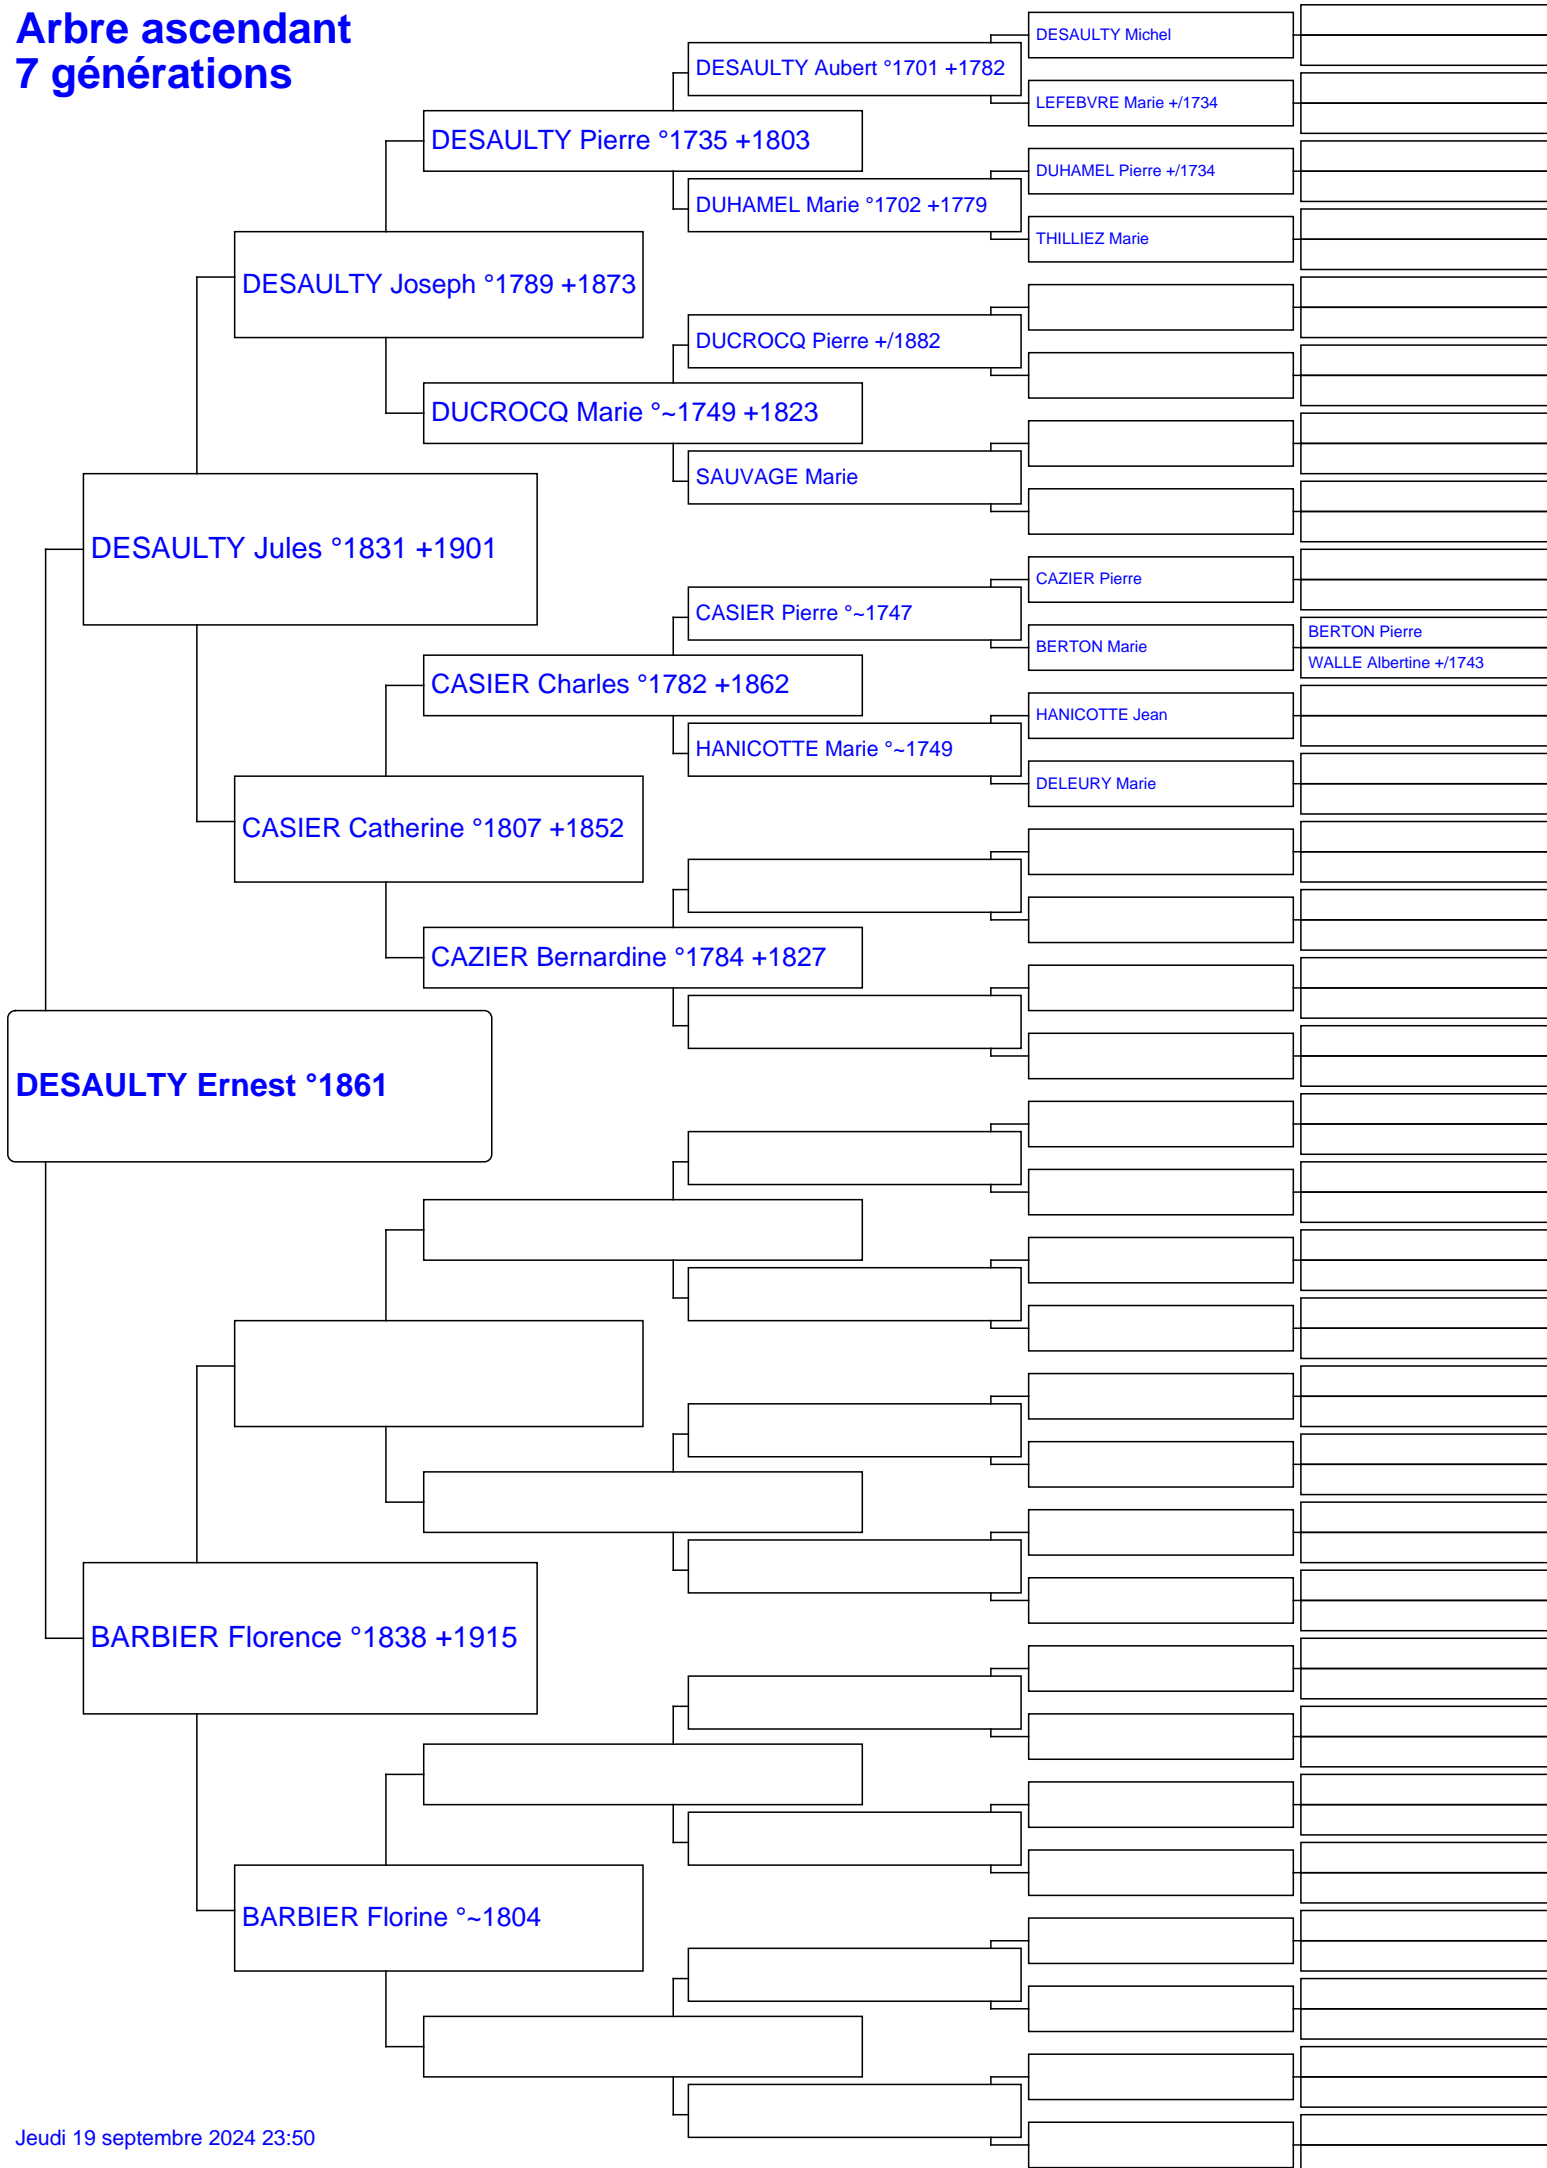 Arbre ascendant
7 générations
DESAULTY Michel
DESAULTY Aubert °1701 +1782
LEFEBVRE Marie +/1734
DESAULTY Pierre °1735 +1803
DUHAMEL Pierre +/1734
DUHAMEL Marie °1702 +1779
THILLIEZ Marie
DESAULTY Joseph °1789 +1873
DUCROCQ Pierre +/1882
DUCROCQ Marie °~1749 +1823
SAUVAGE Marie
DESAULTY Jules °1831 +1901
CAZIER Pierre
CASIER Pierre °~1747
BERTON Pierre
BERTON Marie
WALLE Albertine +/1743
CASIER Charles °1782 +1862
HANICOTTE Jean
HANICOTTE Marie °~1749
DELEURY Marie
CASIER Catherine °1807 +1852
CAZIER Bernardine °1784 +1827
DESAULTY Ernest °1861
BARBIER Florence °1838 +1915
BARBIER Florine °~1804
Jeudi 19 septembre 2024 23:50